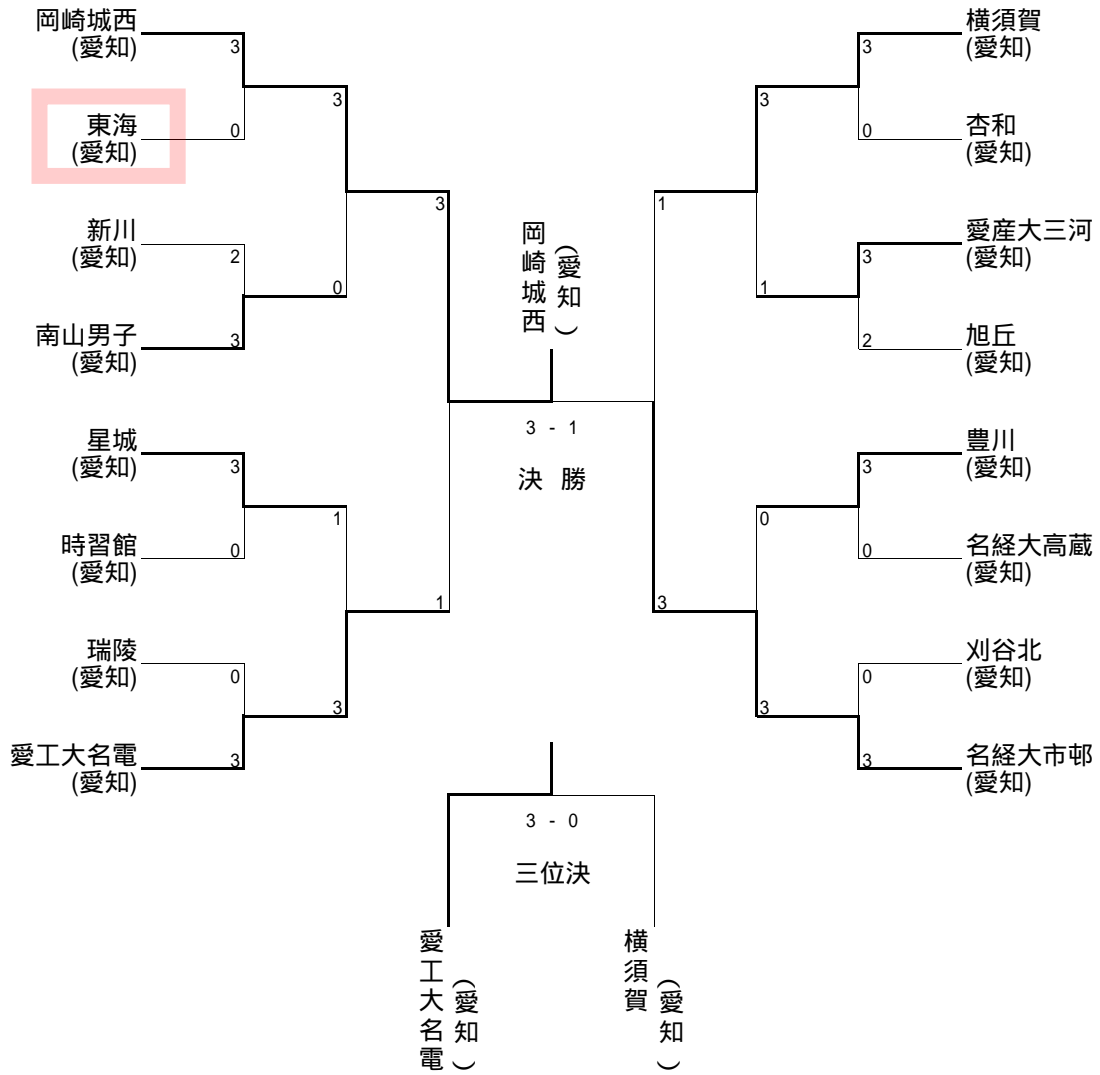 岡崎城西
(愛知)
3
東海
(愛知)
0
3
新川
(愛知)
2
南山男子
(愛知)
3
0
3
星城
(愛知)
3
時習館
(愛知)
0
1
瑞陵
(愛知)
0
愛工大名電
(愛知)
3
3
1
岡崎城西
(愛知)
3 - 1
決 勝
横須賀
(愛知)
3
杏和
(愛知)
0
3
愛産大三河
(愛知)
3
旭丘
(愛知)
2
1
1
豊川
(愛知)
3
名経大高蔵
(愛知)
0
0
刈谷北
(愛知)
0
名経大市邨
(愛知)
3
3
3
3 - 0
三位決
愛工大名電
(愛知)
横須賀
(愛知)